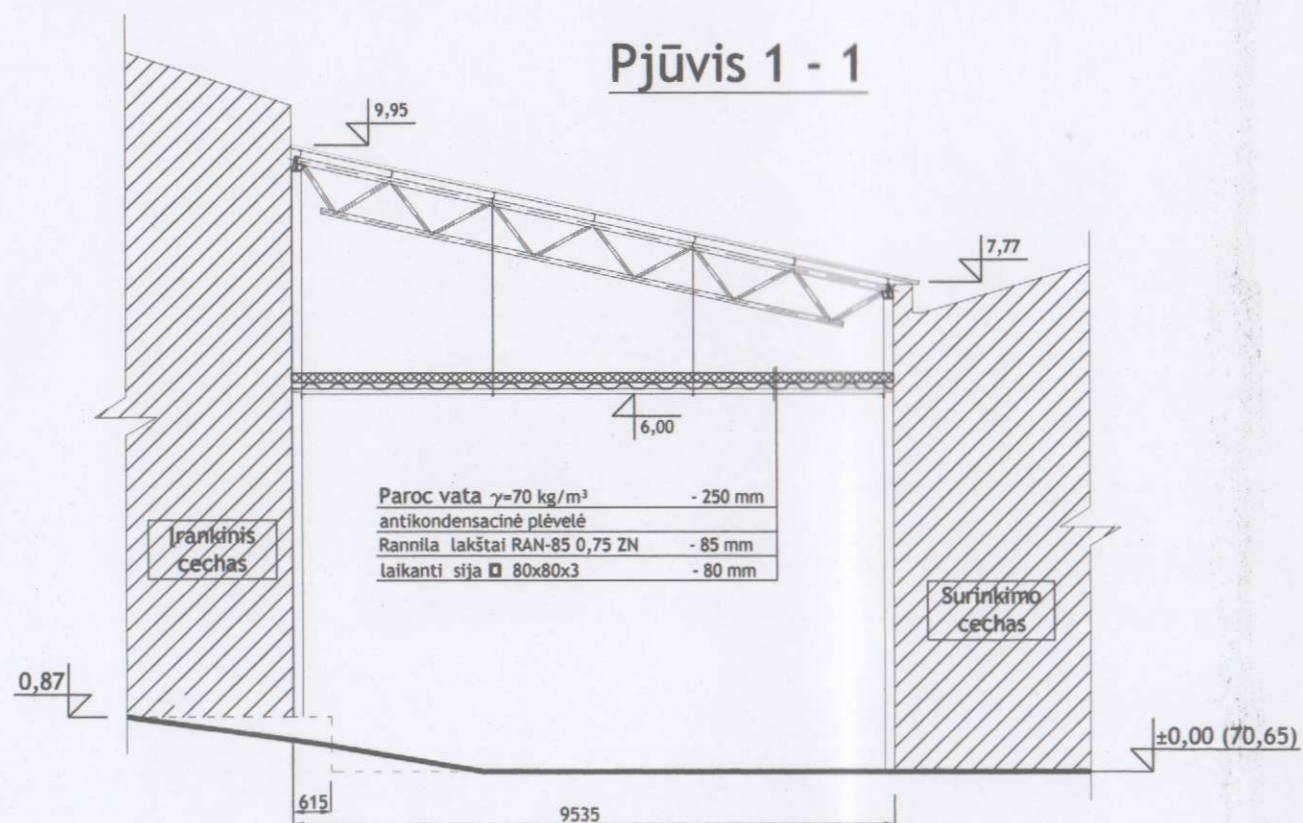 Pjūvis 1 - 1
9,95
7,77
6,00
Paroc vata γ=70 kg/m³ - 250 mm
antikondensacinė plėvelė
Rannila lakštai RAN-85 0,75 ZN - 85 mm
laikanti sija 80x80x3 - 80 mm
Įrankinis
cechas
Surinkimo
cechas
0,87
±0,00 (70,65)
615
9535